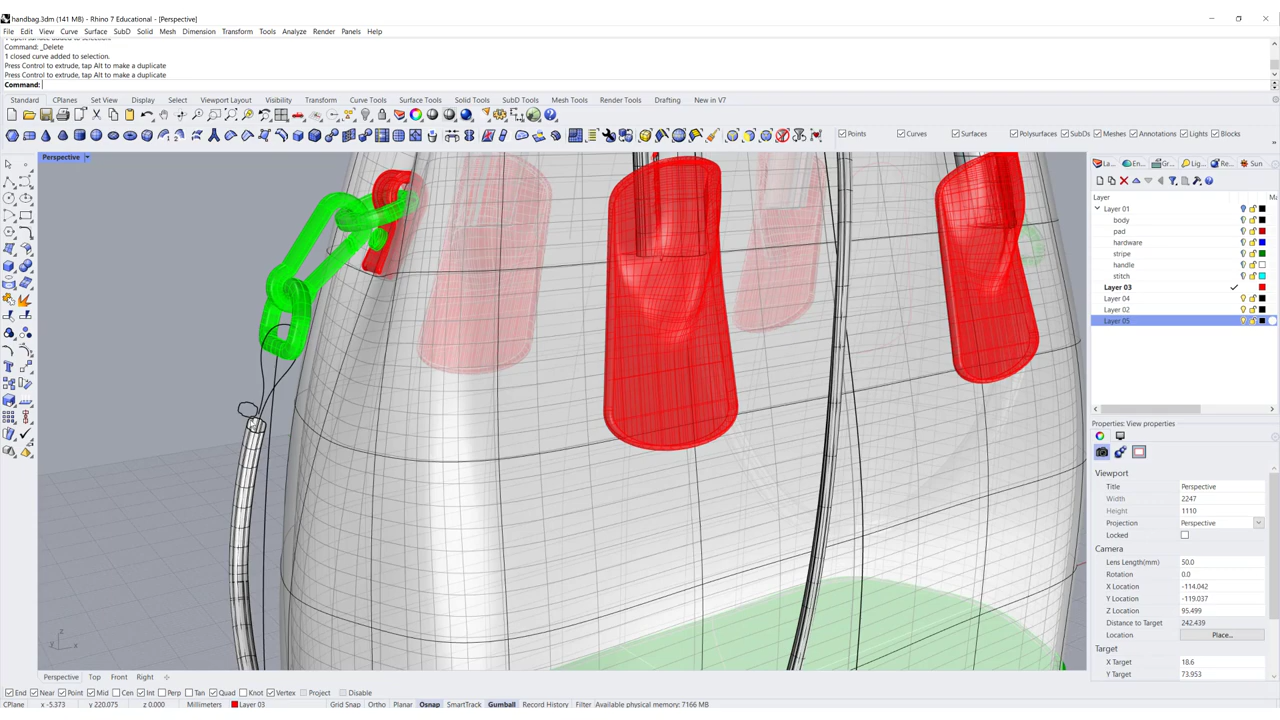 handbag.3dm (141 MB) - Rhino 7 Educational - [Perspective]
File Edit View Curve Surface SubD Solid Mesh Dimension Transform Tools Analyze Render Panels Help
Command: _Delete
1 closed curve added to selection.
Press Control to extrude, tap Alt to make a duplicate
Press Control to extrude, tap Alt to make a duplicate
Command:
Standard CPlanes Set View Display Select Viewport Layout Visibility Transform Curve Tools Surface Tools Solid Tools SubD Tools Mesh Tools Render Tools Drafting New in V7
Points Curves Surfaces Polysurfaces SubDs Meshes Annotations Lights Blocks
Perspective
La... En... Gr... Lig... Re... Sun
Layer
Layer 01
body
pad
hardware
stripe
handle
stitch
Layer 03
Layer 04
Layer 02
Layer 05
Properties: View properties
Viewport
Title Perspective
Width 2247
Height 1110
Projection Perspective
Locked
Camera
Lens Length(mm) 50.0
Rotation 0.0
X Location -114.042
Y Location -119.037
Z Location 95.499
Distance to Target 242.439
Location Place...
Target
X Target 18.6
Y Target 73.953
z
y x
Perspective Top Front Right
End Near Point Mid Cen Int Perp Tan Quad Knot Vertex Project Disable
CPlane x -5.373 y 220.075 z 0.000 Millimeters Layer 03 Grid Snap Ortho Planar Osnap SmartTrack Gumball Record History Filter Available physical memory: 7166 MB